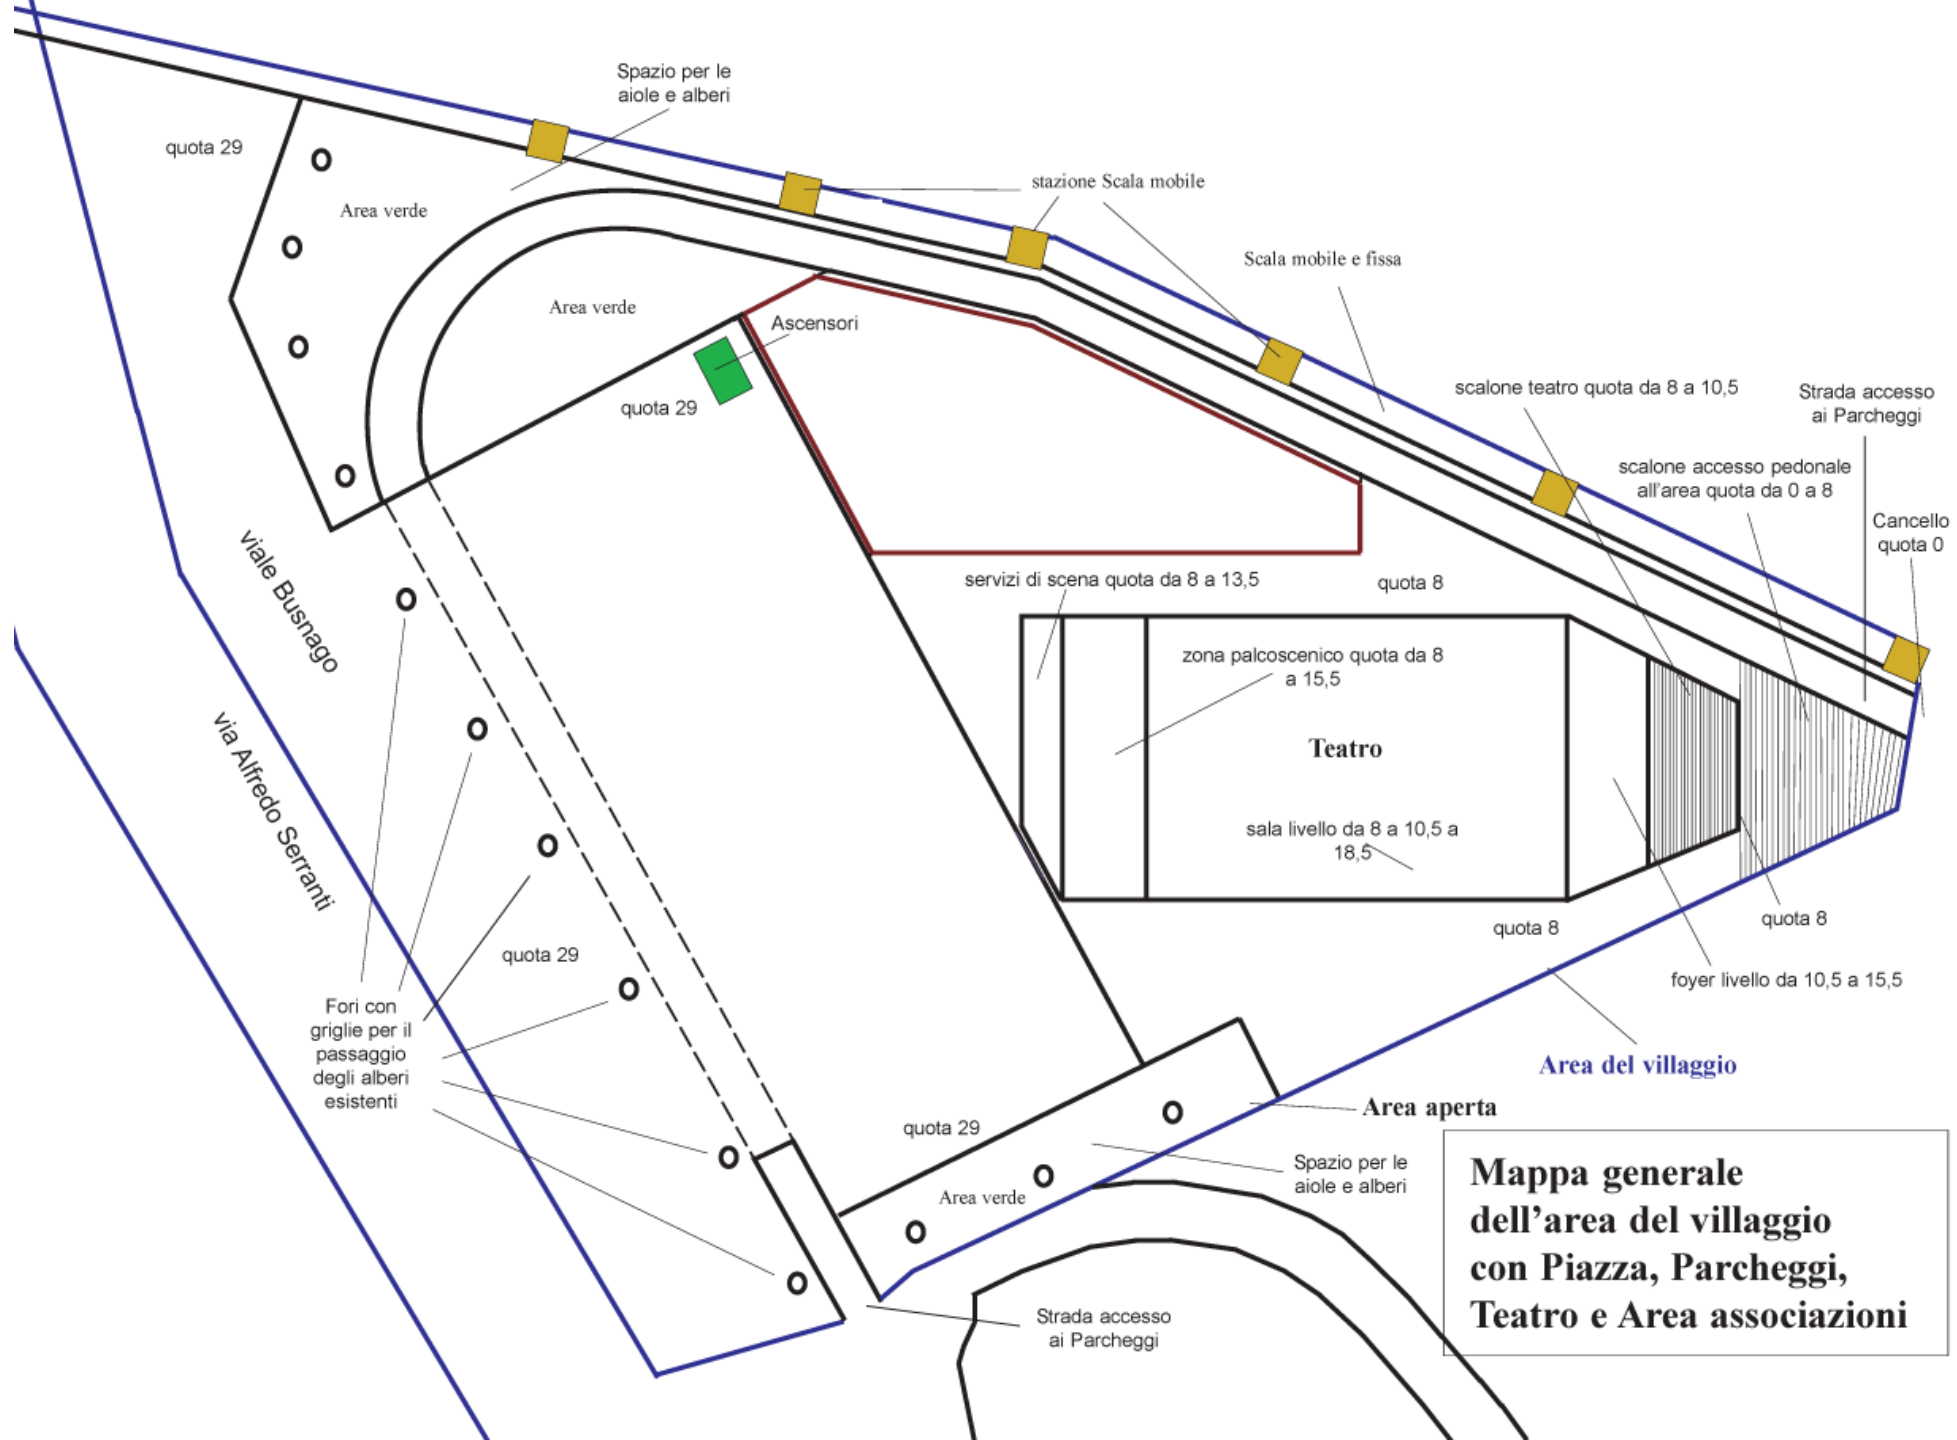 Spazio per le
aiole e alberi
quota 29
Area verde
stazione Scala mobile
Scala mobile e fissa
Area verde
Ascensori
quota 29
scalone teatro quota da 8 a 10,5
Strada accesso
ai Parcheggi
scalone accesso pedonale
all'area quota da 0 a 8
Cancello
quota 0
viale Busnago
servizi di scena quota da 8 a 13,5
quota 8
zona palcoscenico quota da 8
a 15,5
via Alfredo Serranti
Teatro
sala livello da 8 a 10,5 a
18,5
quota 8
quota 8
quota 29
foyer livello da 10,5 a 15,5
Fori con
griglie per il
passaggio
degli alberi
esistenti
Area del villaggio
Area aperta
quota 29
Spazio per le
aiole e alberi
Area verde
Mappa generale
dell'area del villaggio
con Piazza, Parcheggi,
Teatro e Area associazioni
Strada accesso
ai Parcheggi